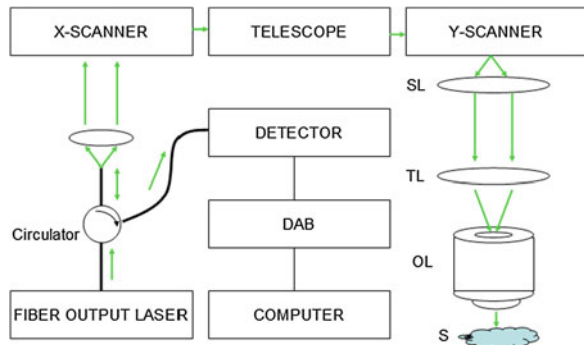 X-SCANNER
TELESCOPE
Y-SCANNER
SL
DETECTOR
TL
Circulator
DAB
OL
FIBER OUTPUT LASER
COMPUTER
S